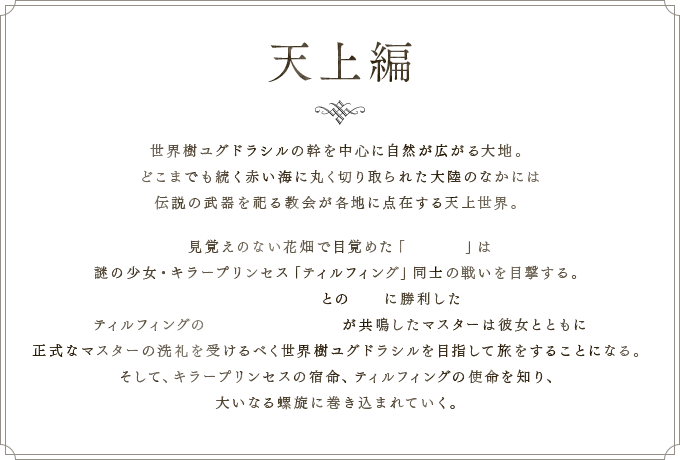 天上編
世界樹ユグドラシルの幹を中心に自然が広がる大地。
どこまでも続く赤い海に丸く切り取られた大陸のなかには
伝説の武器を祀る教会が各地に点在する天上世界。
見覚えのない花畑で目覚めた「 」は
謎の少女・キラープリンセス「ティルフィング」同士の戦いを目撃する。
との に勝利した
ティルフィングの が共鳴したマスターは彼女とともに
正式なマスターの洗礼を受けるべく世界樹ユグドラシルを目指して旅をすることになる。
そして、キラープリンセスの宿命、ティルフィングの使命を知り、
大いなる螺旋に巻き込まれていく。